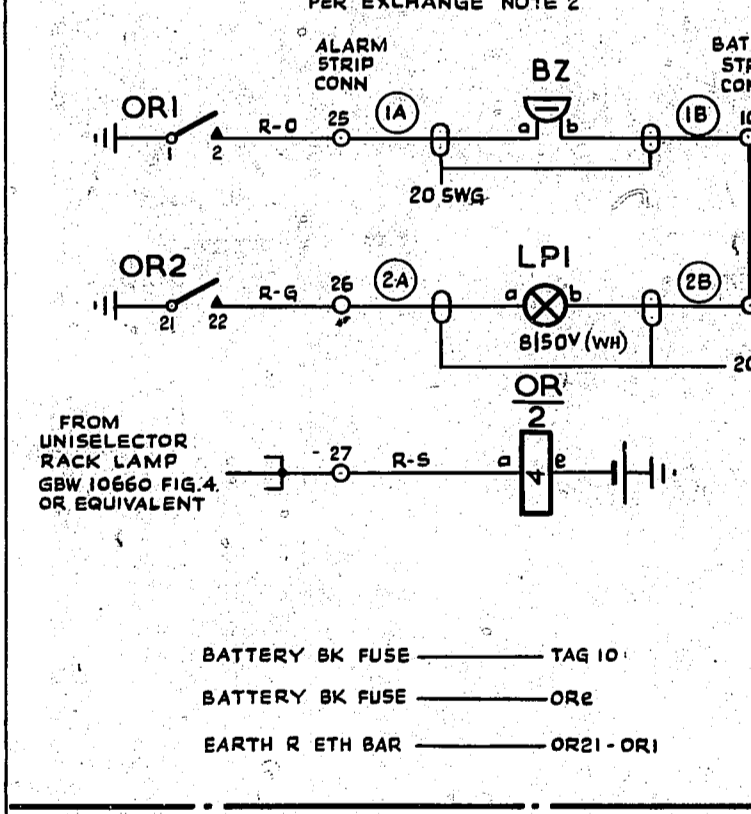 PER EXCHANGE NOTE 2
ALARM
STRIP
CONN
BZ
OR1
R-O
25
1A
a b
1B
1 2
20 SWG
OR2
R-G
26
2A
LP1
a b
2B
21 22
8|50V (WH)
OR
2
FROM
UNISELECTOR
RACK LAMP
GBW 10660 FIG.4.
OR EQUIVALENT
27
R-S
a 4 e
BATTERY BK FUSE TAG 10
BATTERY BK FUSE ORe
EARTH R ETH BAR OR21-OR1